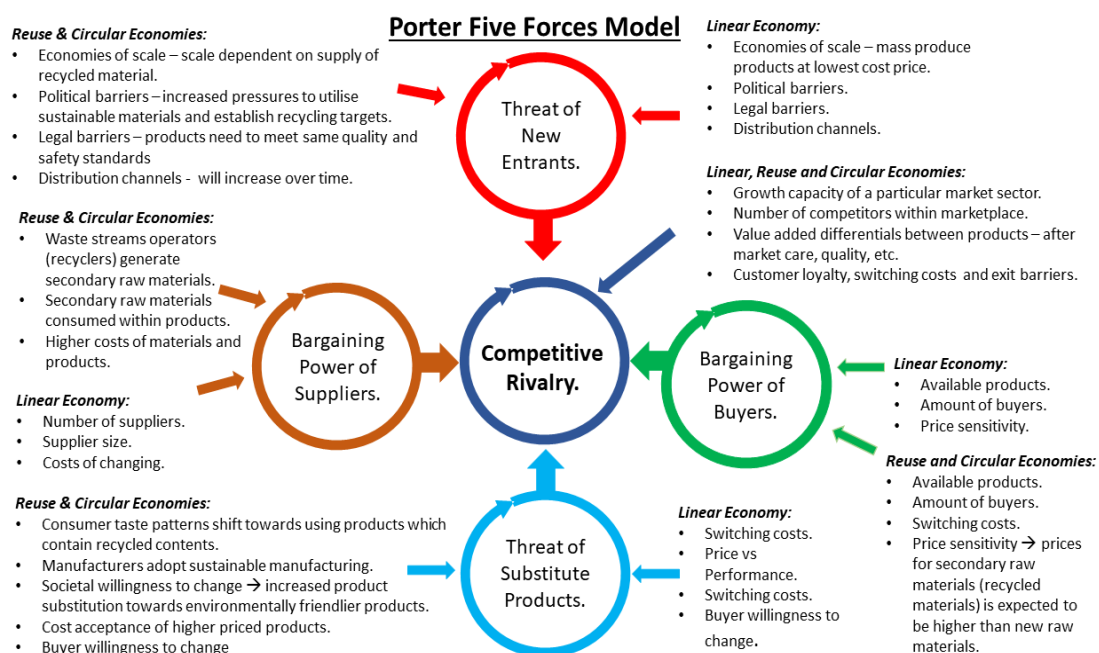 Porter Five Forces Model
Reuse & Circular Economies:
• Economies of scale – scale dependent on supply of
recycled material.
• Political barriers – increased pressures to utilise
sustainable materials and establish recycling targets.
• Legal barriers – products need to meet same quality and
safety standards
• Distribution channels - will increase over time.
Threat of
New
Entrants.
Linear Economy:
• Economies of scale – mass produce
products at lowest cost price.
• Political barriers.
• Legal barriers.
• Distribution channels.
Linear, Reuse and Circular Economies:
• Growth capacity of a particular market sector.
• Number of competitors within marketplace.
• Value added differentials between products – after
market care, quality, etc.
• Customer loyalty, switching costs and exit barriers.
Reuse & Circular Economies:
• Waste streams operators
(recyclers) generate
secondary raw materials.
• Secondary raw materials
consumed within products.
• Higher costs of materials and
products.
Linear Economy:
• Number of suppliers.
• Supplier size.
• Costs of changing.
Bargaining
Power of
Suppliers.
Competitive
Rivalry.
Bargaining
Power of
Buyers.
Linear Economy:
• Available products.
• Amount of buyers.
• Price sensitivity.
Reuse and Circular Economies:
• Available products.
• Amount of buyers.
• Switching costs.
• Price sensitivity → prices
for secondary raw
materials (recycled
materials) is expected to
be higher than new raw
materials.
Reuse & Circular Economies:
• Consumer taste patterns shift towards using products which
contain recycled contents.
• Manufacturers adopt sustainable manufacturing.
• Societal willingness to change → increased product
substitution towards environmentally friendlier products.
• Cost acceptance of higher priced products.
• Buyer willingness to change
Threat of
Substitute
Products.
Linear Economy:
• Switching costs.
• Price vs
Performance.
• Switching costs.
• Buyer willingness to
change.